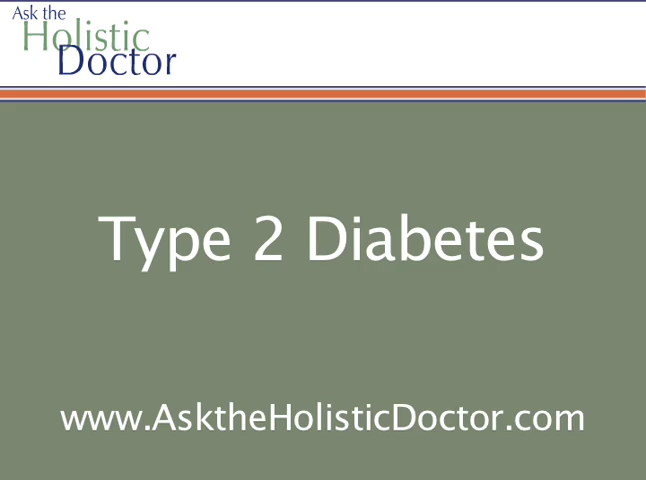 Ask the
Holistic
Doctor
Type 2 Diabetes
www.AsktheHolisticDoctor.com